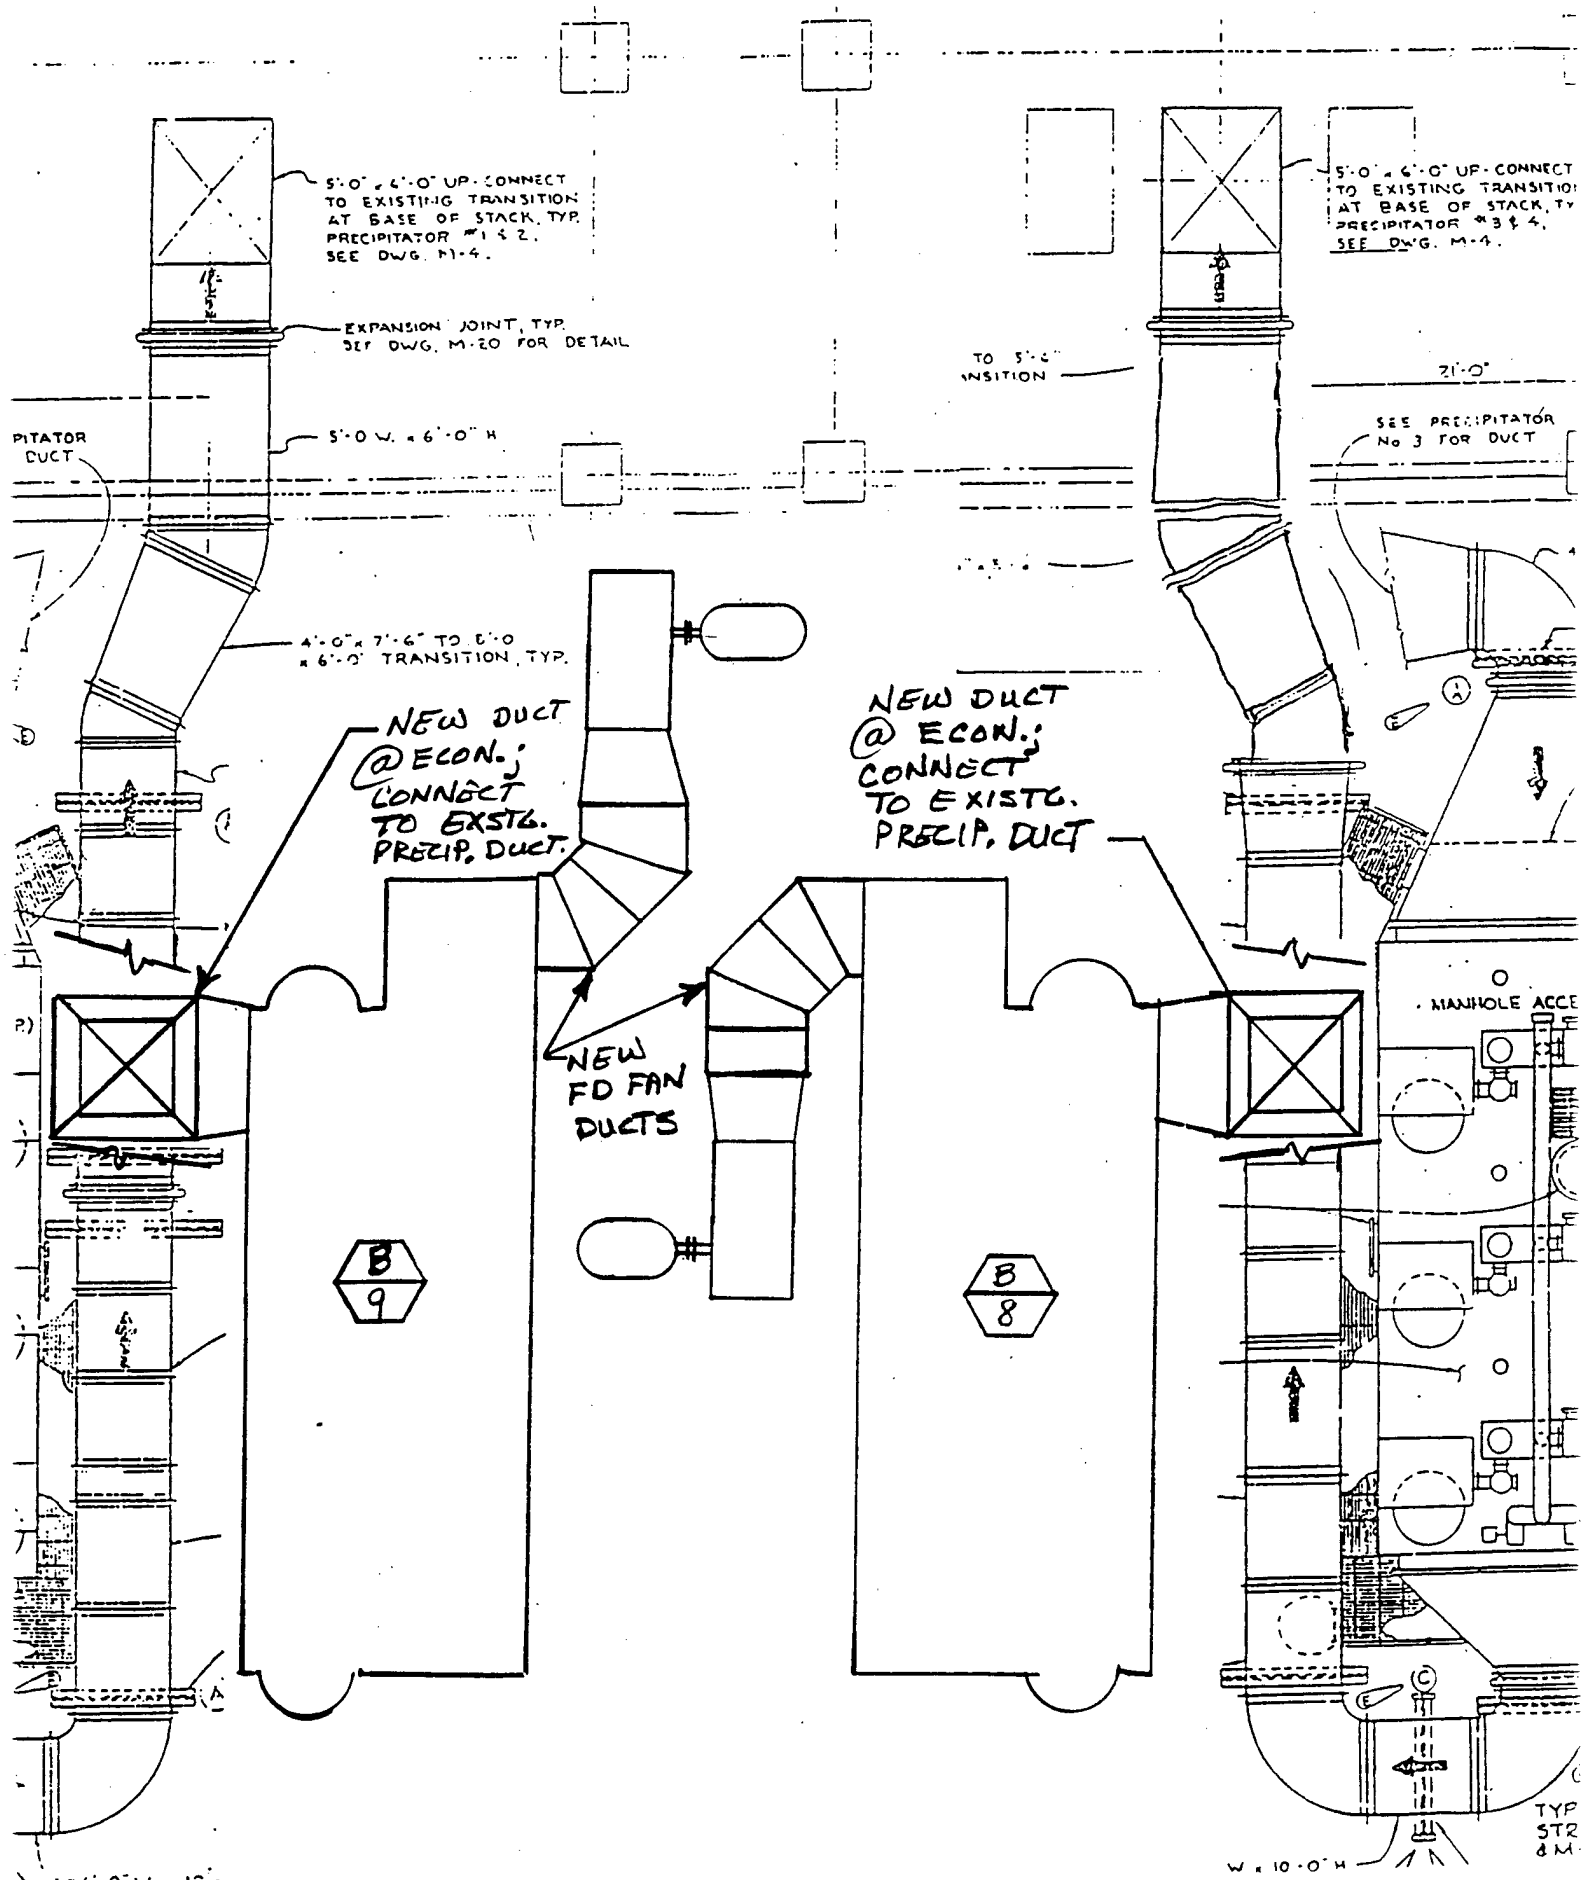 5'-0" x 6'-0" UP - CONNECT
TO EXISTING TRANSITION
AT BASE OF STACK, TYP.
PRECIPITATOR #1 & 2.
SEE DWG. M-4.
5'-0" x 6'-0" UP - CONNECT
TO EXISTING TRANSITIO
AT BASE OF STACK, TY
PRECIPITATOR #3 & 4,
SEE DWG. M-4.
EXPANSION JOINT, TYP.
SEE DWG. M-20 FOR DETAIL
TO
NSITION
21'-0"
PITATOR
DUCT
5'-0 W. x 6'-0" H
SEE PRECIPITATOR
No 3 FOR DUCT
4
x 7'-6" TO
x 6'-0" TRANSITION, TYP.
1
A
E
E
NEW DUCT
@ ECON.;
CONNECT
TO EXSTG.
PRECIP. DUCT.
NEW DUCT
@ ECON.;
CONNECT
TO EXISTG.
PRECIP. DUCT
MANHOLE ACCE
R)
NEW
FD FAN
DUCTS
B
9
B
8
A
E
C
TYP
STR
& M-
W x 10-0" H